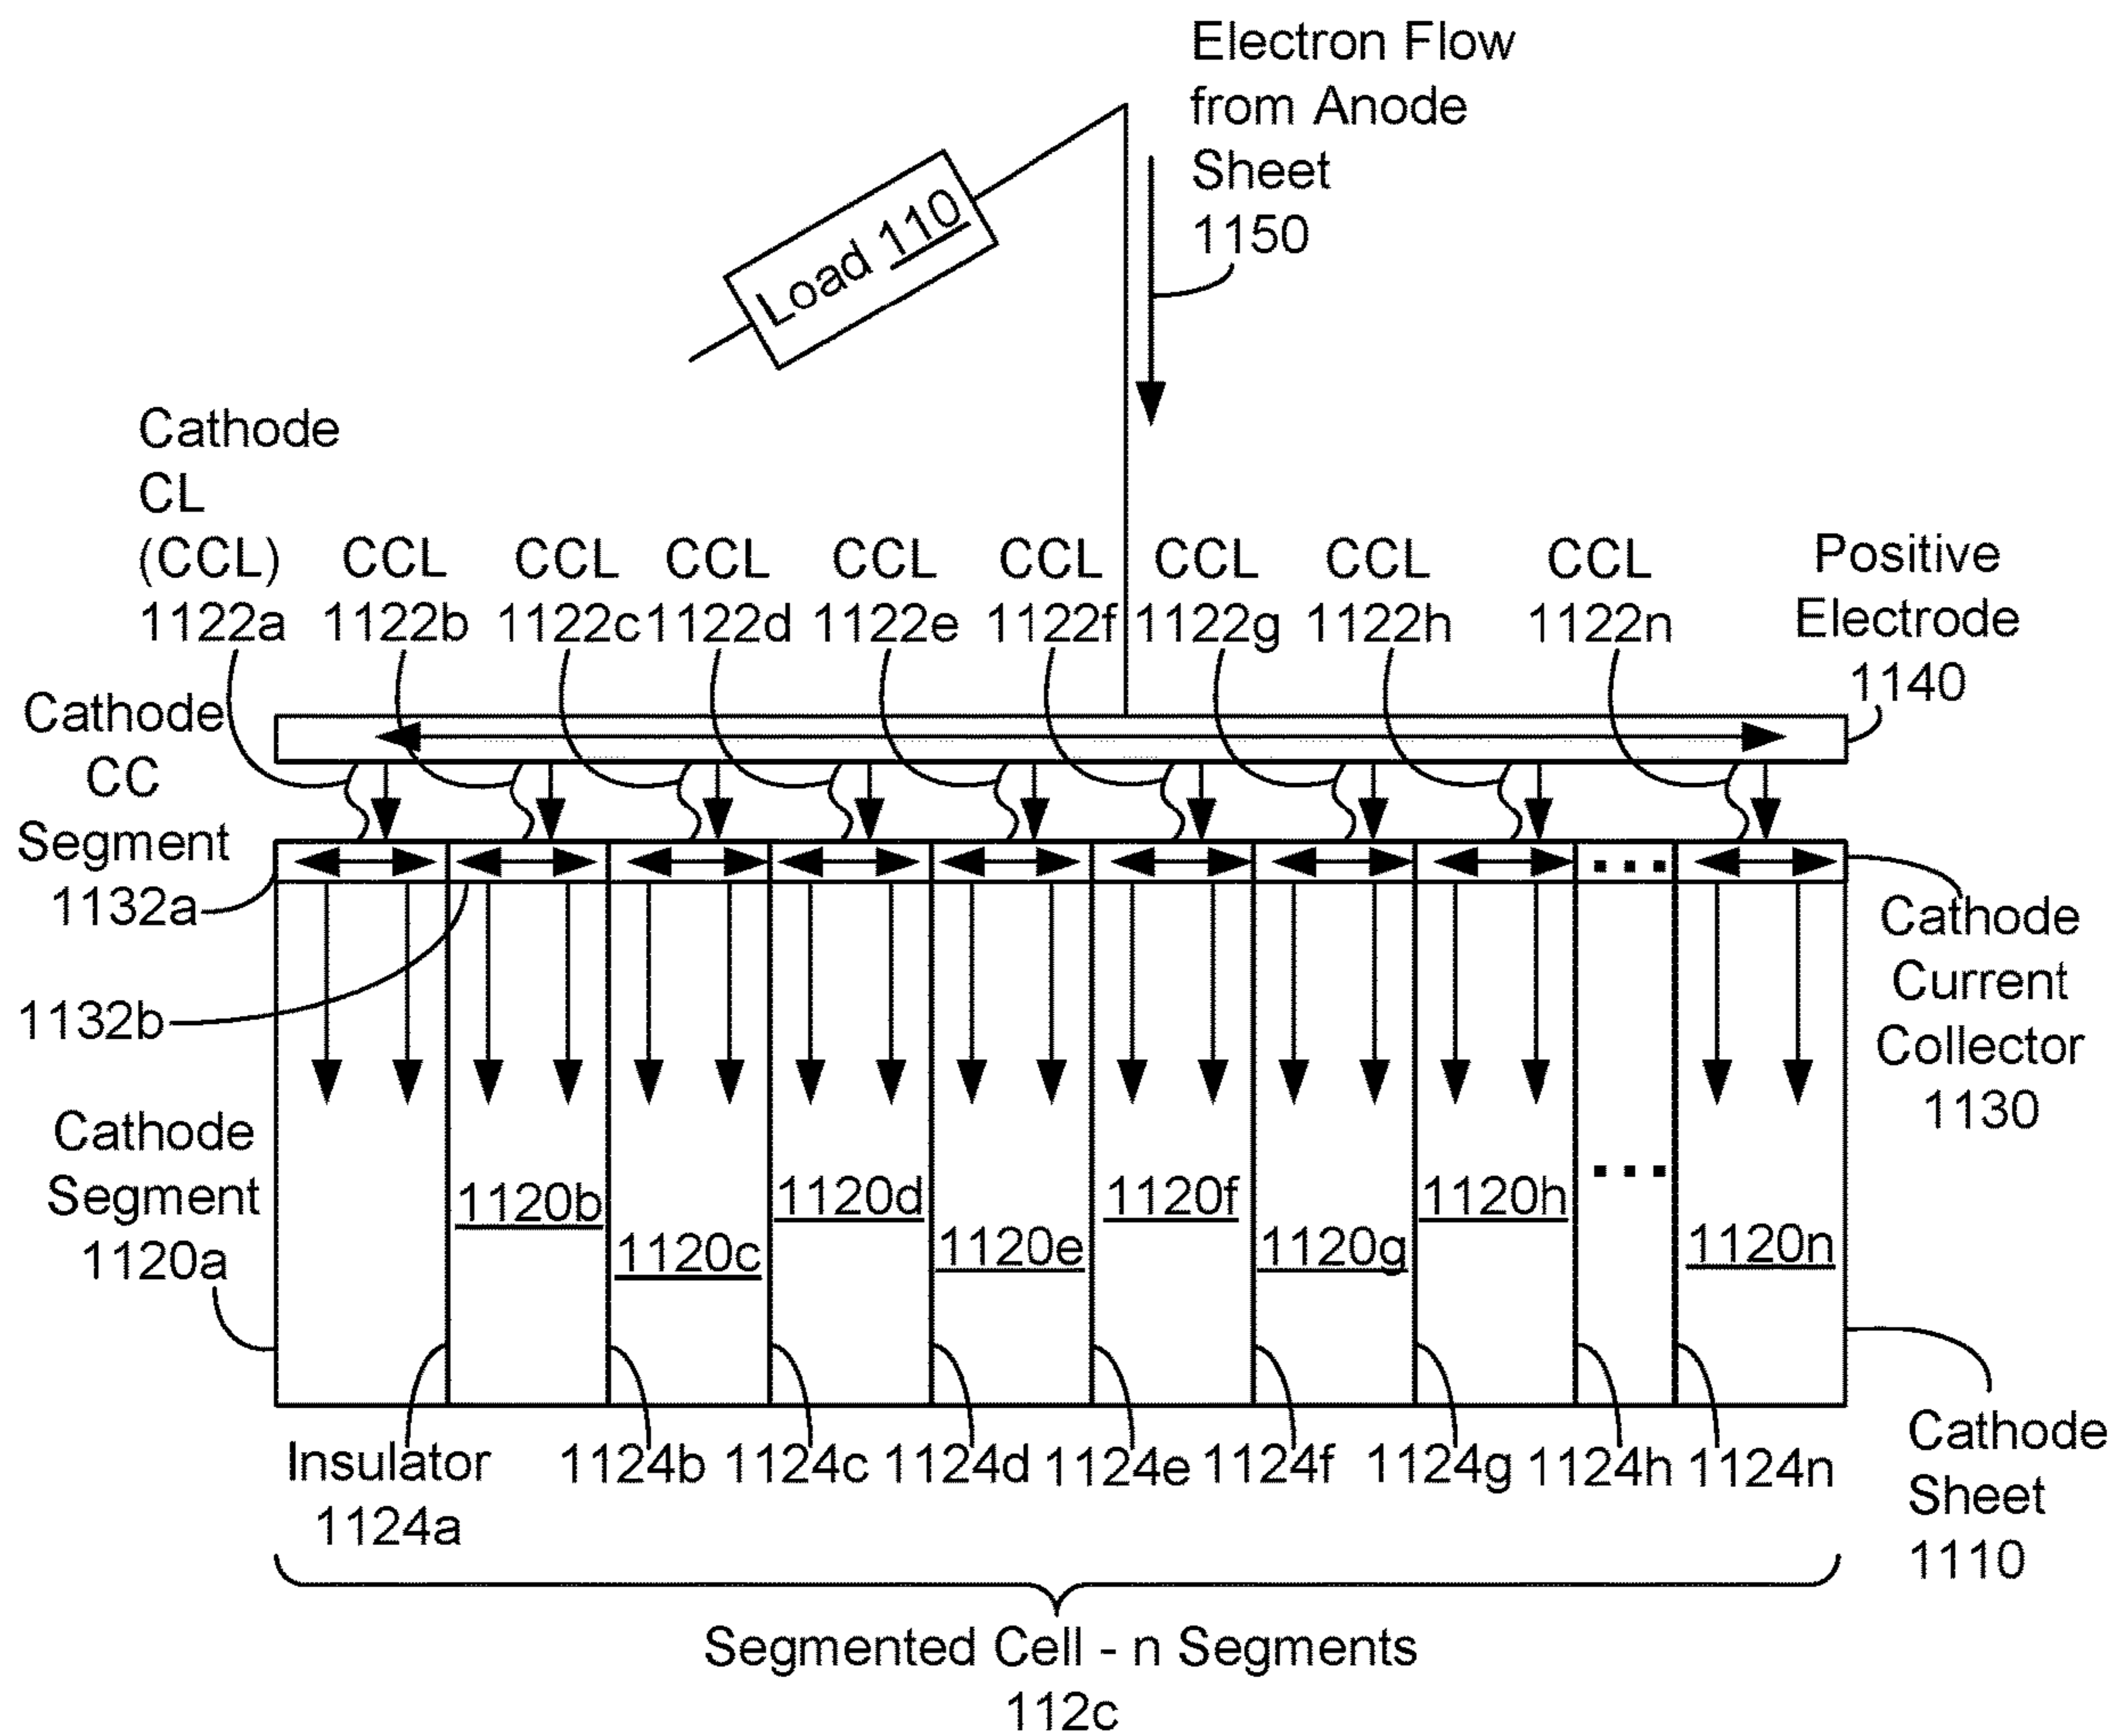 Electron Flow
from Anode
Sheet
1150
Load 110
Cathode
CL
(CCL)
1122a
CCL
1122b
CCL
1122c
CCL
1122d
CCL
1122e
CCL
1122f
CCL
1122g
CCL
1122h
CCL
1122n
Positive
Electrode
1140
Cathode
CC
Segment
1132a
1132b
...
Cathode
Current
Collector
1130
Cathode
Segment
1120a
1120b
1120c
1120d
1120e
1120f
1120g
1120h
...
1120n
Insulator
1124a
1124b
1124c
1124d
1124e
1124f
1124g
1124h
1124n
Cathode
Sheet
1110
Segmented Cell - n Segments
112c